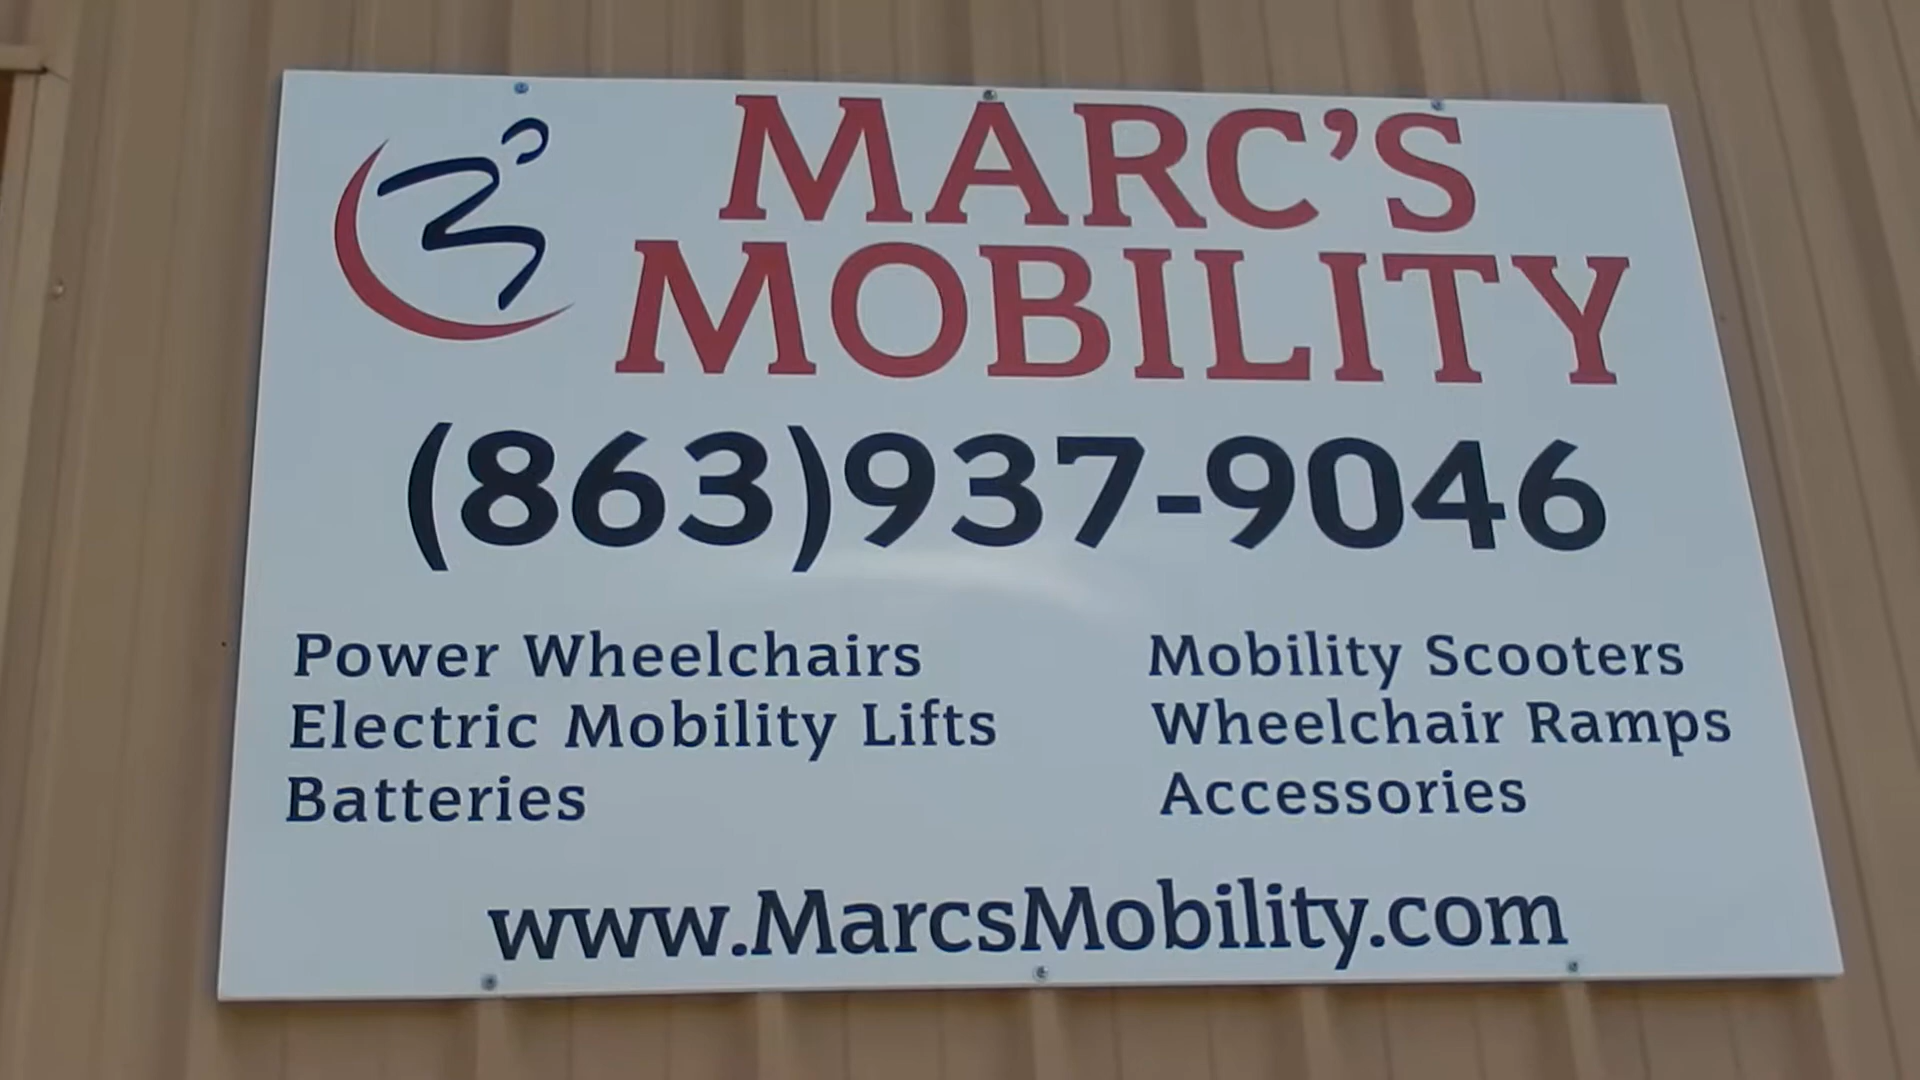 MARC'S
MOBILITY
(863)937-9046
Power Wheelchairs
Electric Mobility Lifts
Batteries
Mobility Scooters
Wheelchair Ramps
Accessories
www.MarcsMobility.com